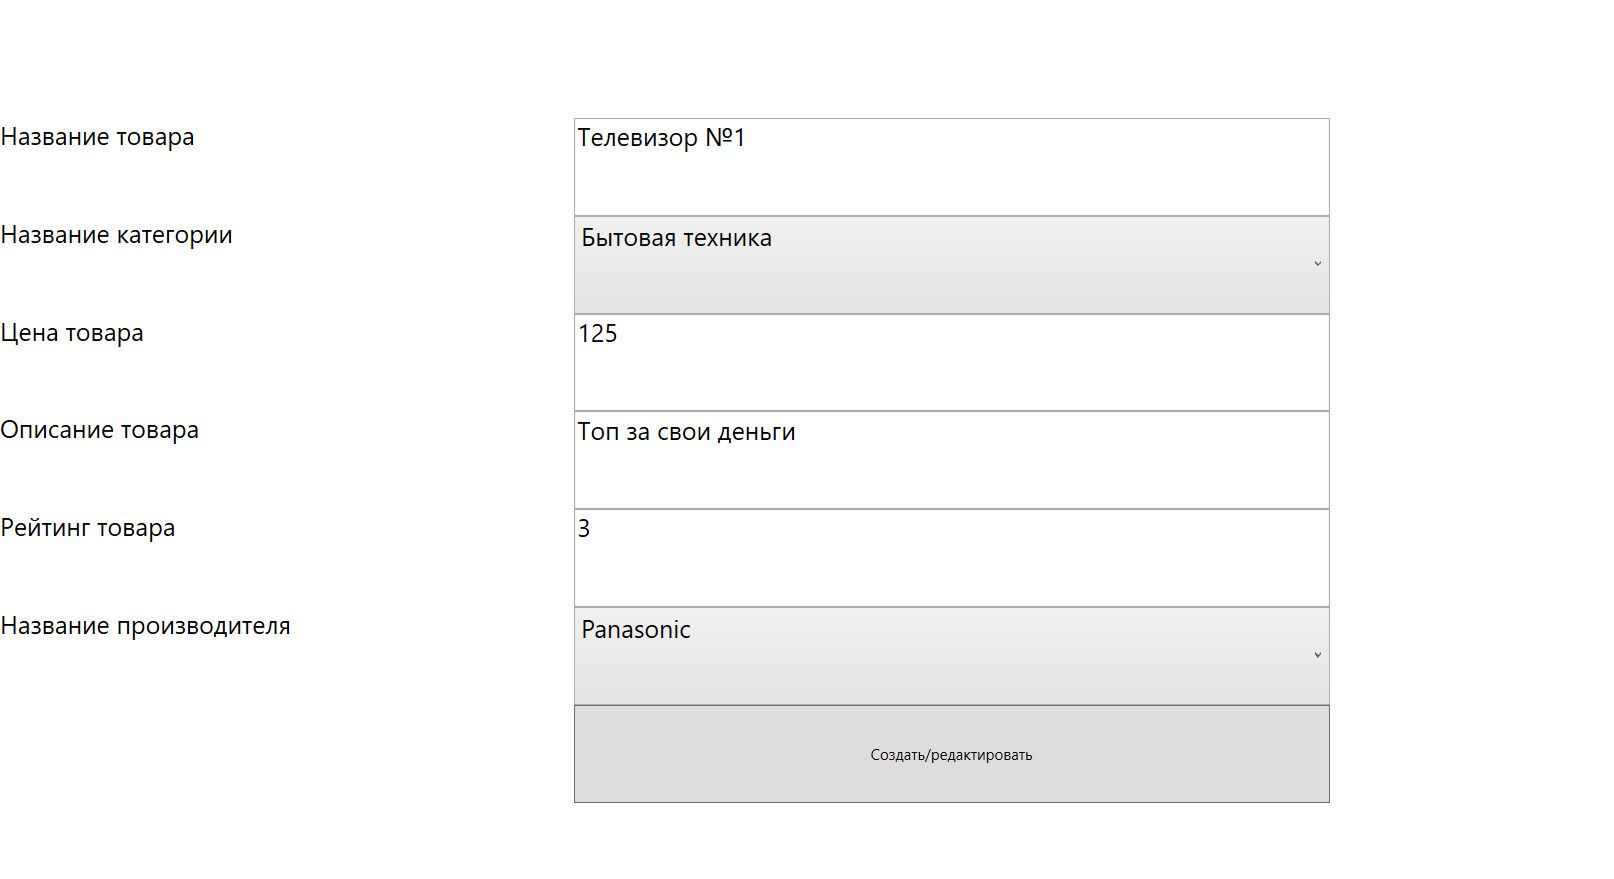 Название товара
Телевизор №1
Название категории
Бытовая техника
Цена товара
125
Описание товара
Топ за свои деньги
Рейтинг товара
3
Название производителя
Panasonic
Создать/редактировать